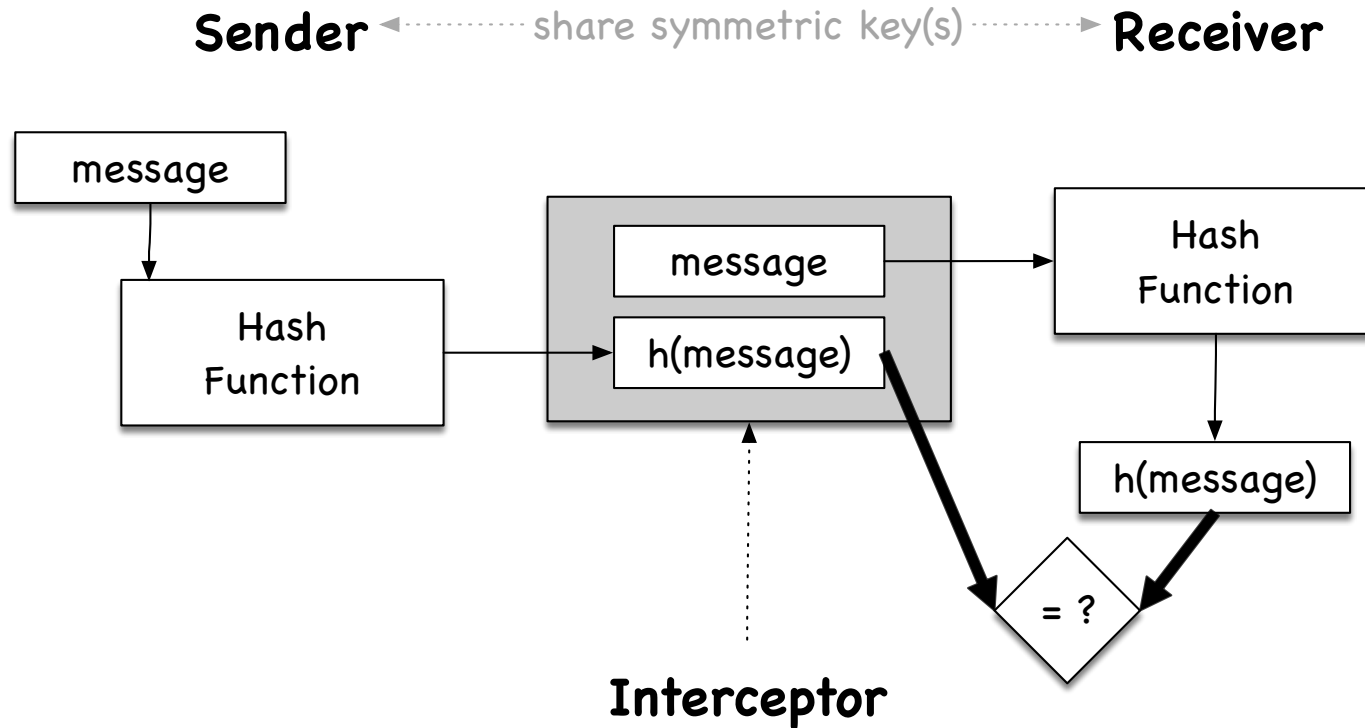 Sender share symmetric key(s) Receiver
message
Hash
Function
message
h(message)
Hash
Function
h(message)
= ?
Interceptor